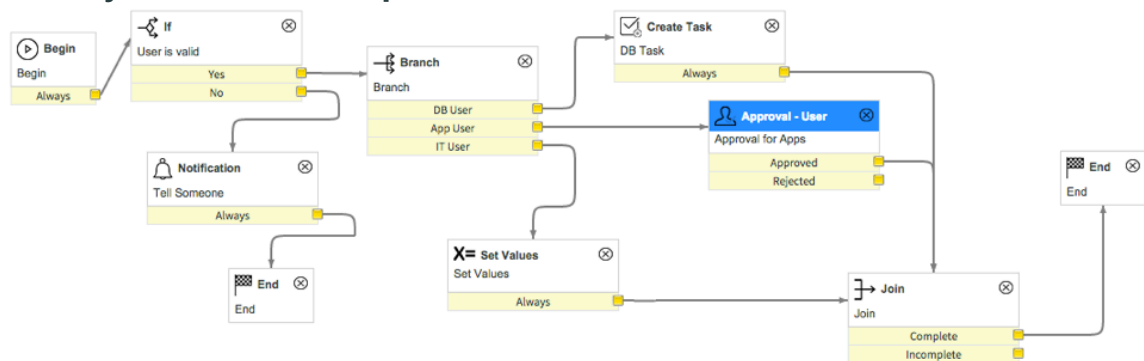 Begin
Begin
Always
If
User is valid
Yes
No
Notification
Tell Someone
Always
End
End
Branch
Branch
DB User
App User
IT User
Create Task
DB Task
Always
Approval - User
Approval for Apps
Approved
Rejected
X= Set Values
Set Values
Always
Join
Join
Complete
Incomplete
End
End